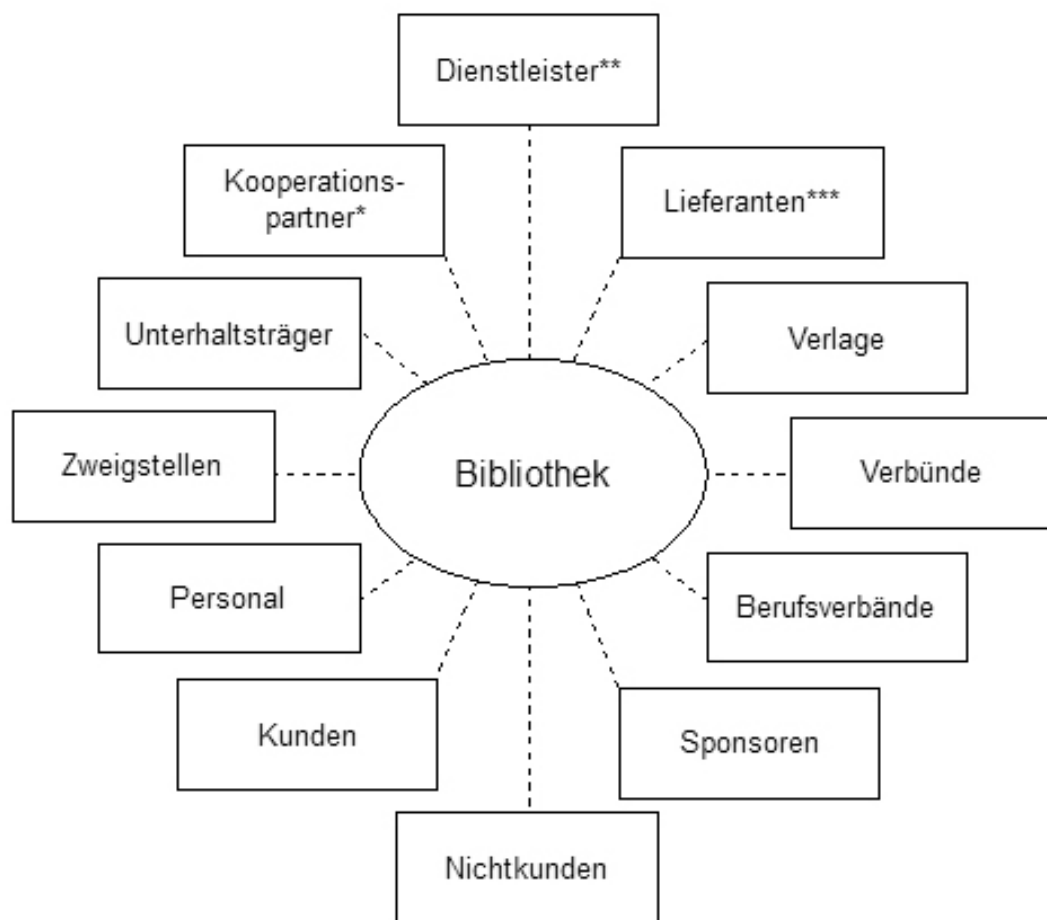 Dienstleister**
Kooperations-
partner*
Lieferanten***
Unterhaltsträger
Verlage
Zweigstellen
Bibliothek
Verbünde
Personal
Berufsverbände
Kunden
Sponsoren
Nichtkunden